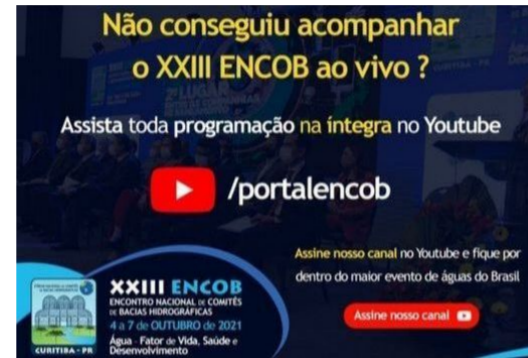 Não conseguiu acompanhar
o XXIII ENCOB ao vivo ?
Assista toda programação na íntegra no Youtube
/portalencob
Assine nosso canal no Youtube e fique por
dentro do maior evento de águas do Brasil
Assine nosso canal
XXIII ENCOB
ENCONTRO NACIONAL DE COMITÊS
DE BACIAS HIDROGRÁFICAS
4 a 7 de OUTUBRO de 2021
Água - Fator de Vida, Saúde e
Desenvolvimento
CURITIBA - PR